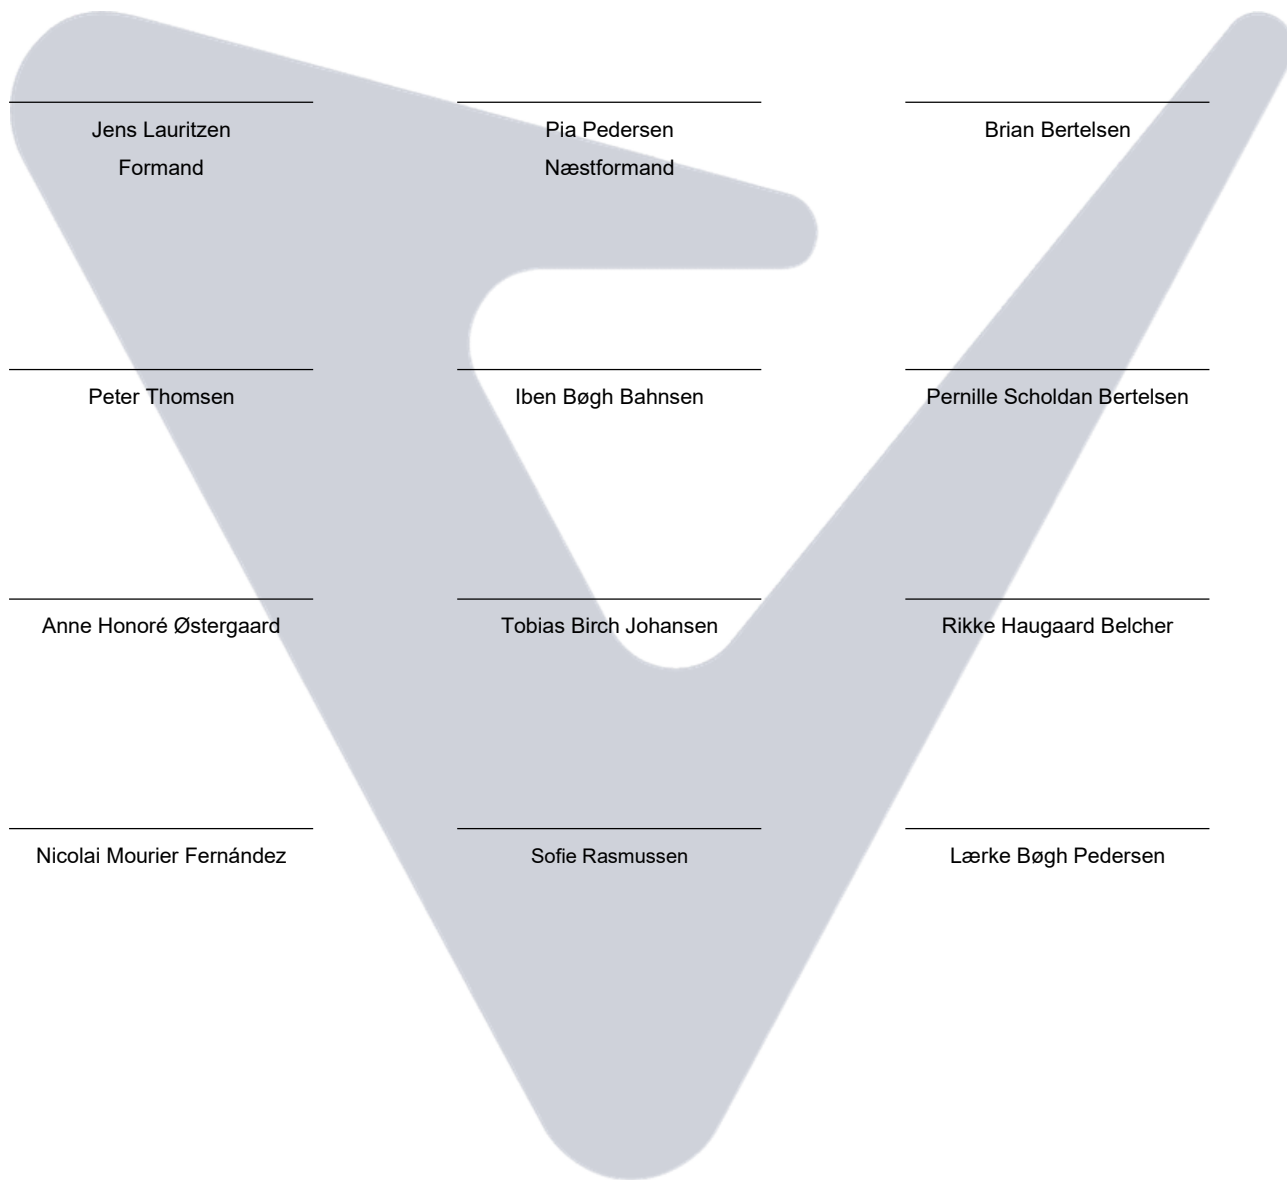 Jens Lauritzen
Formand
Pia Pedersen
Næstformand
Brian Bertelsen
Peter Thomsen
Iben Bøgh Bahnsen
Pernille Scholdan Bertelsen
Anne Honoré Østergaard
Tobias Birch Johansen
Rikke Haugaard Belcher
Nicolai Mourier Fernández
Sofie Rasmussen
Lærke Bøgh Pedersen